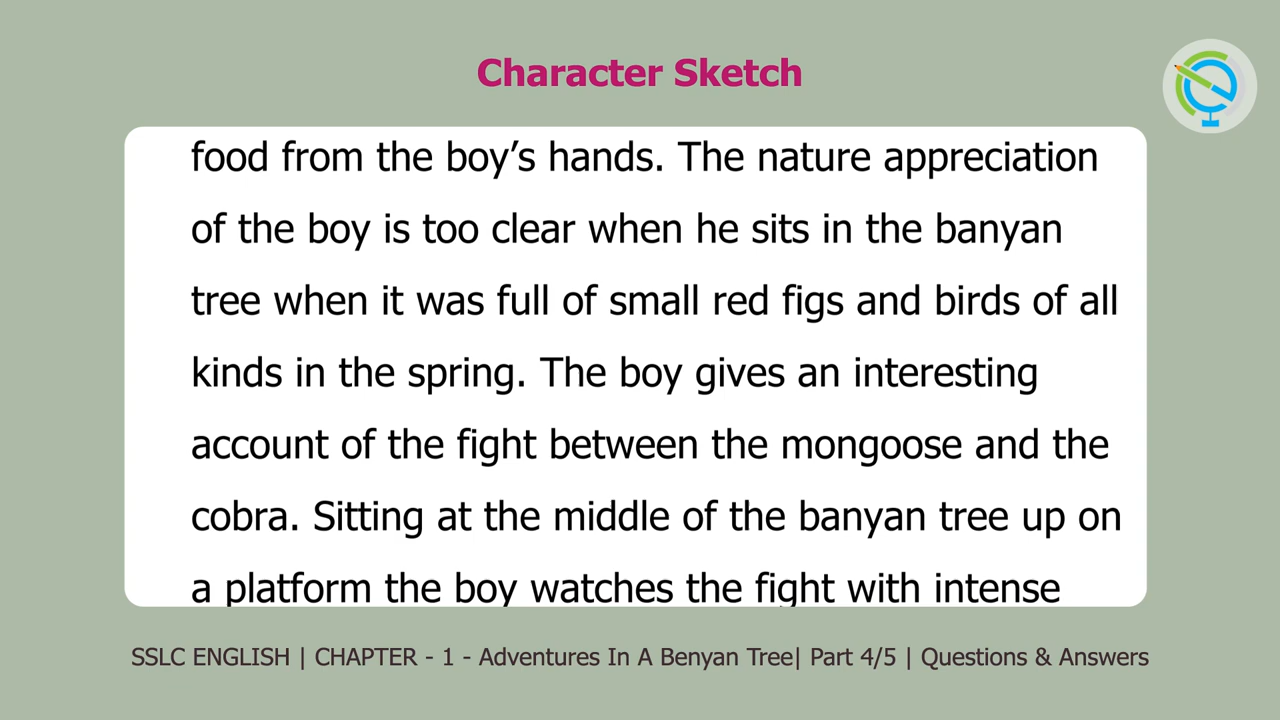 Character Sketch
food from the boy’s hands. The nature appreciation
of the boy is too clear when he sits in the banyan
tree when it was full of small red figs and birds of all
kinds in the spring. The boy gives an interesting
account of the fight between the mongoose and the
cobra. Sitting at the middle of the banyan tree up on
a platform the boy watches the fight with intense
SSLC ENGLISH | CHAPTER - 1 - Adventures In A Benyan Tree| Part 4/5 | Questions & Answers